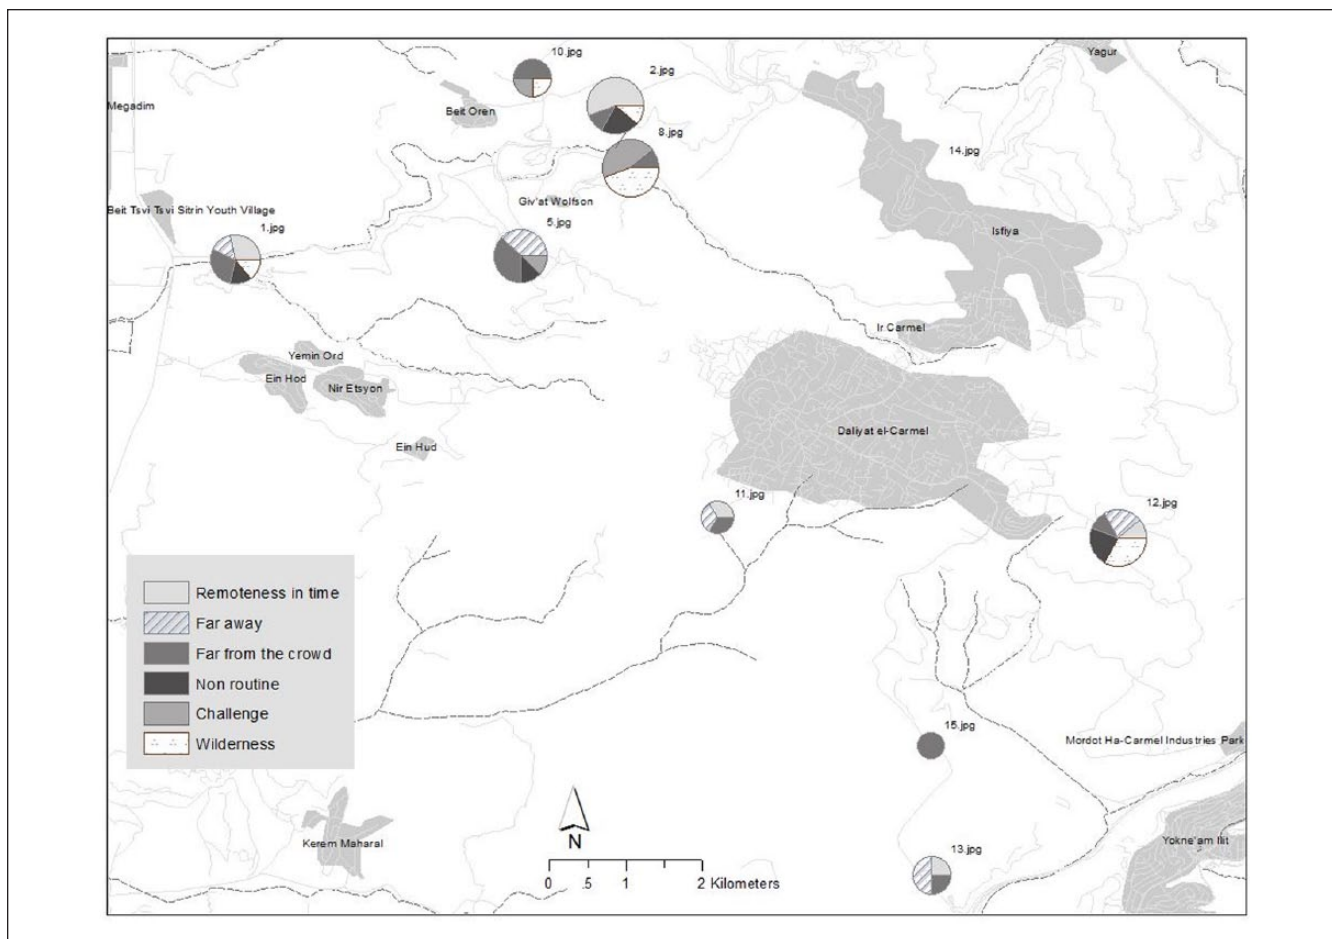 10.jpg
Yagur
2.jpg
Megadim
Beit Oren
8.jpg
14.jpg
Giv'at Wolfson
Beit Tsvi Tsvi Sitrin Youth Village
5.jpg
1.jpg
Isfiya
Ir Carmel
Yemin Ord
Ein Hod
Nir Etsyon
Daliyat el-Carmel
Ein Hud
11.jpg
12.jpg
Remoteness in time
Far away
Far from the crowd
Non routine
Challenge
Wilderness
15.jpg
Mordot Ha-Carmel Industries Park
Kerem Maharal
N
Yokne'am Ilit
13.jpg
0 .5 1 2 Kilometers